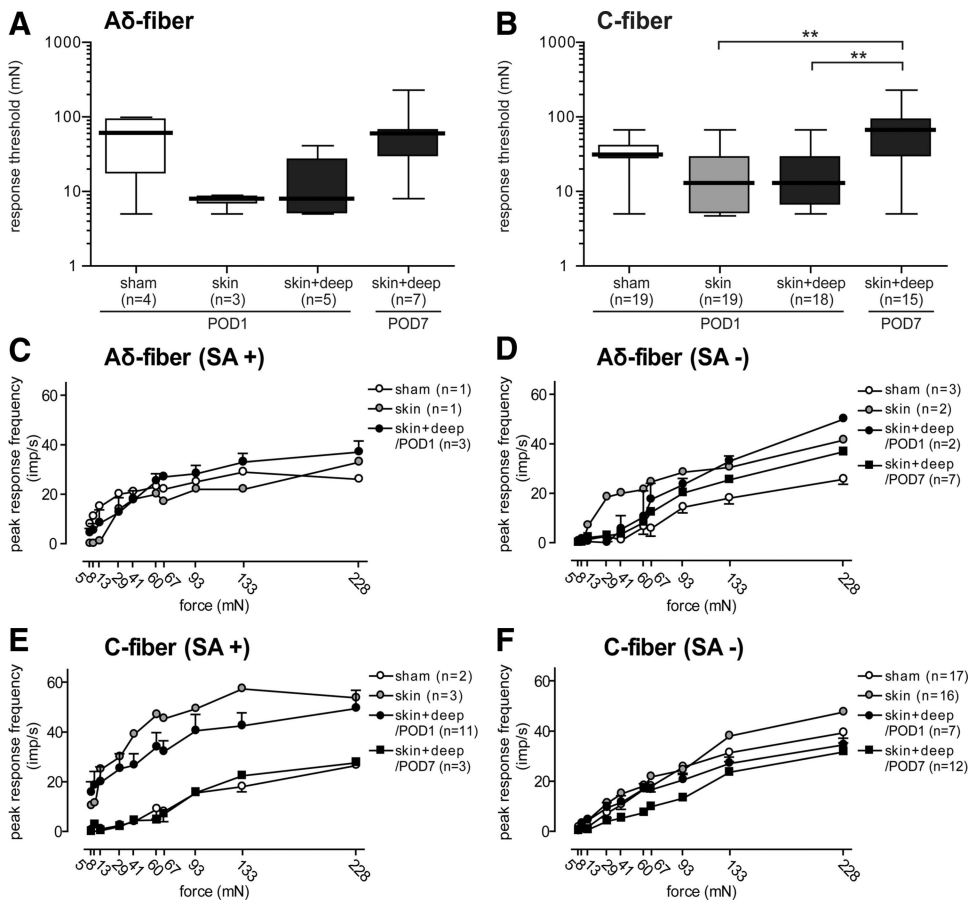 A Aδ-fiber
response threshold (mN)
1000
100
10
1
sham skin skin+deep skin+deep
(n=4) (n=3) (n=5) (n=7)
POD1 POD7
B C-fiber
response threshold (mN)
1000
100
10
1
**
**
sham skin skin+deep skin+deep
(n=19) (n=19) (n=18) (n=15)
POD1 POD7
C Aδ-fiber (SA +)
peak response frequency
(imp/s)
60
40
20
0
5 8 13 29 41 60 67 93 133 228
force (mN)
sham (n=1)
skin (n=1)
skin+deep
/POD1 (n=3)
D Aδ-fiber (SA -)
peak response frequency
(imp/s)
60
40
20
0
5 8 13 29 41 60 67 93 133 228
force (mN)
sham (n=3)
skin (n=2)
skin+deep
/POD1 (n=2)
skin+deep
/POD7 (n=7)
E C-fiber (SA +)
peak response frequency
(imp/s)
60
40
20
0
5 8 13 29 41 60 67 93 133 228
force (mN)
sham (n=2)
skin (n=3)
skin+deep
/POD1 (n=11)
skin+deep
/POD7 (n=3)
F C-fiber (SA -)
peak response frequency
(imp/s)
60
40
20
0
5 8 13 29 41 60 67 93 133 228
force (mN)
sham (n=17)
skin (n=16)
skin+deep
/POD1 (n=7)
skin+deep
/POD7 (n=12)